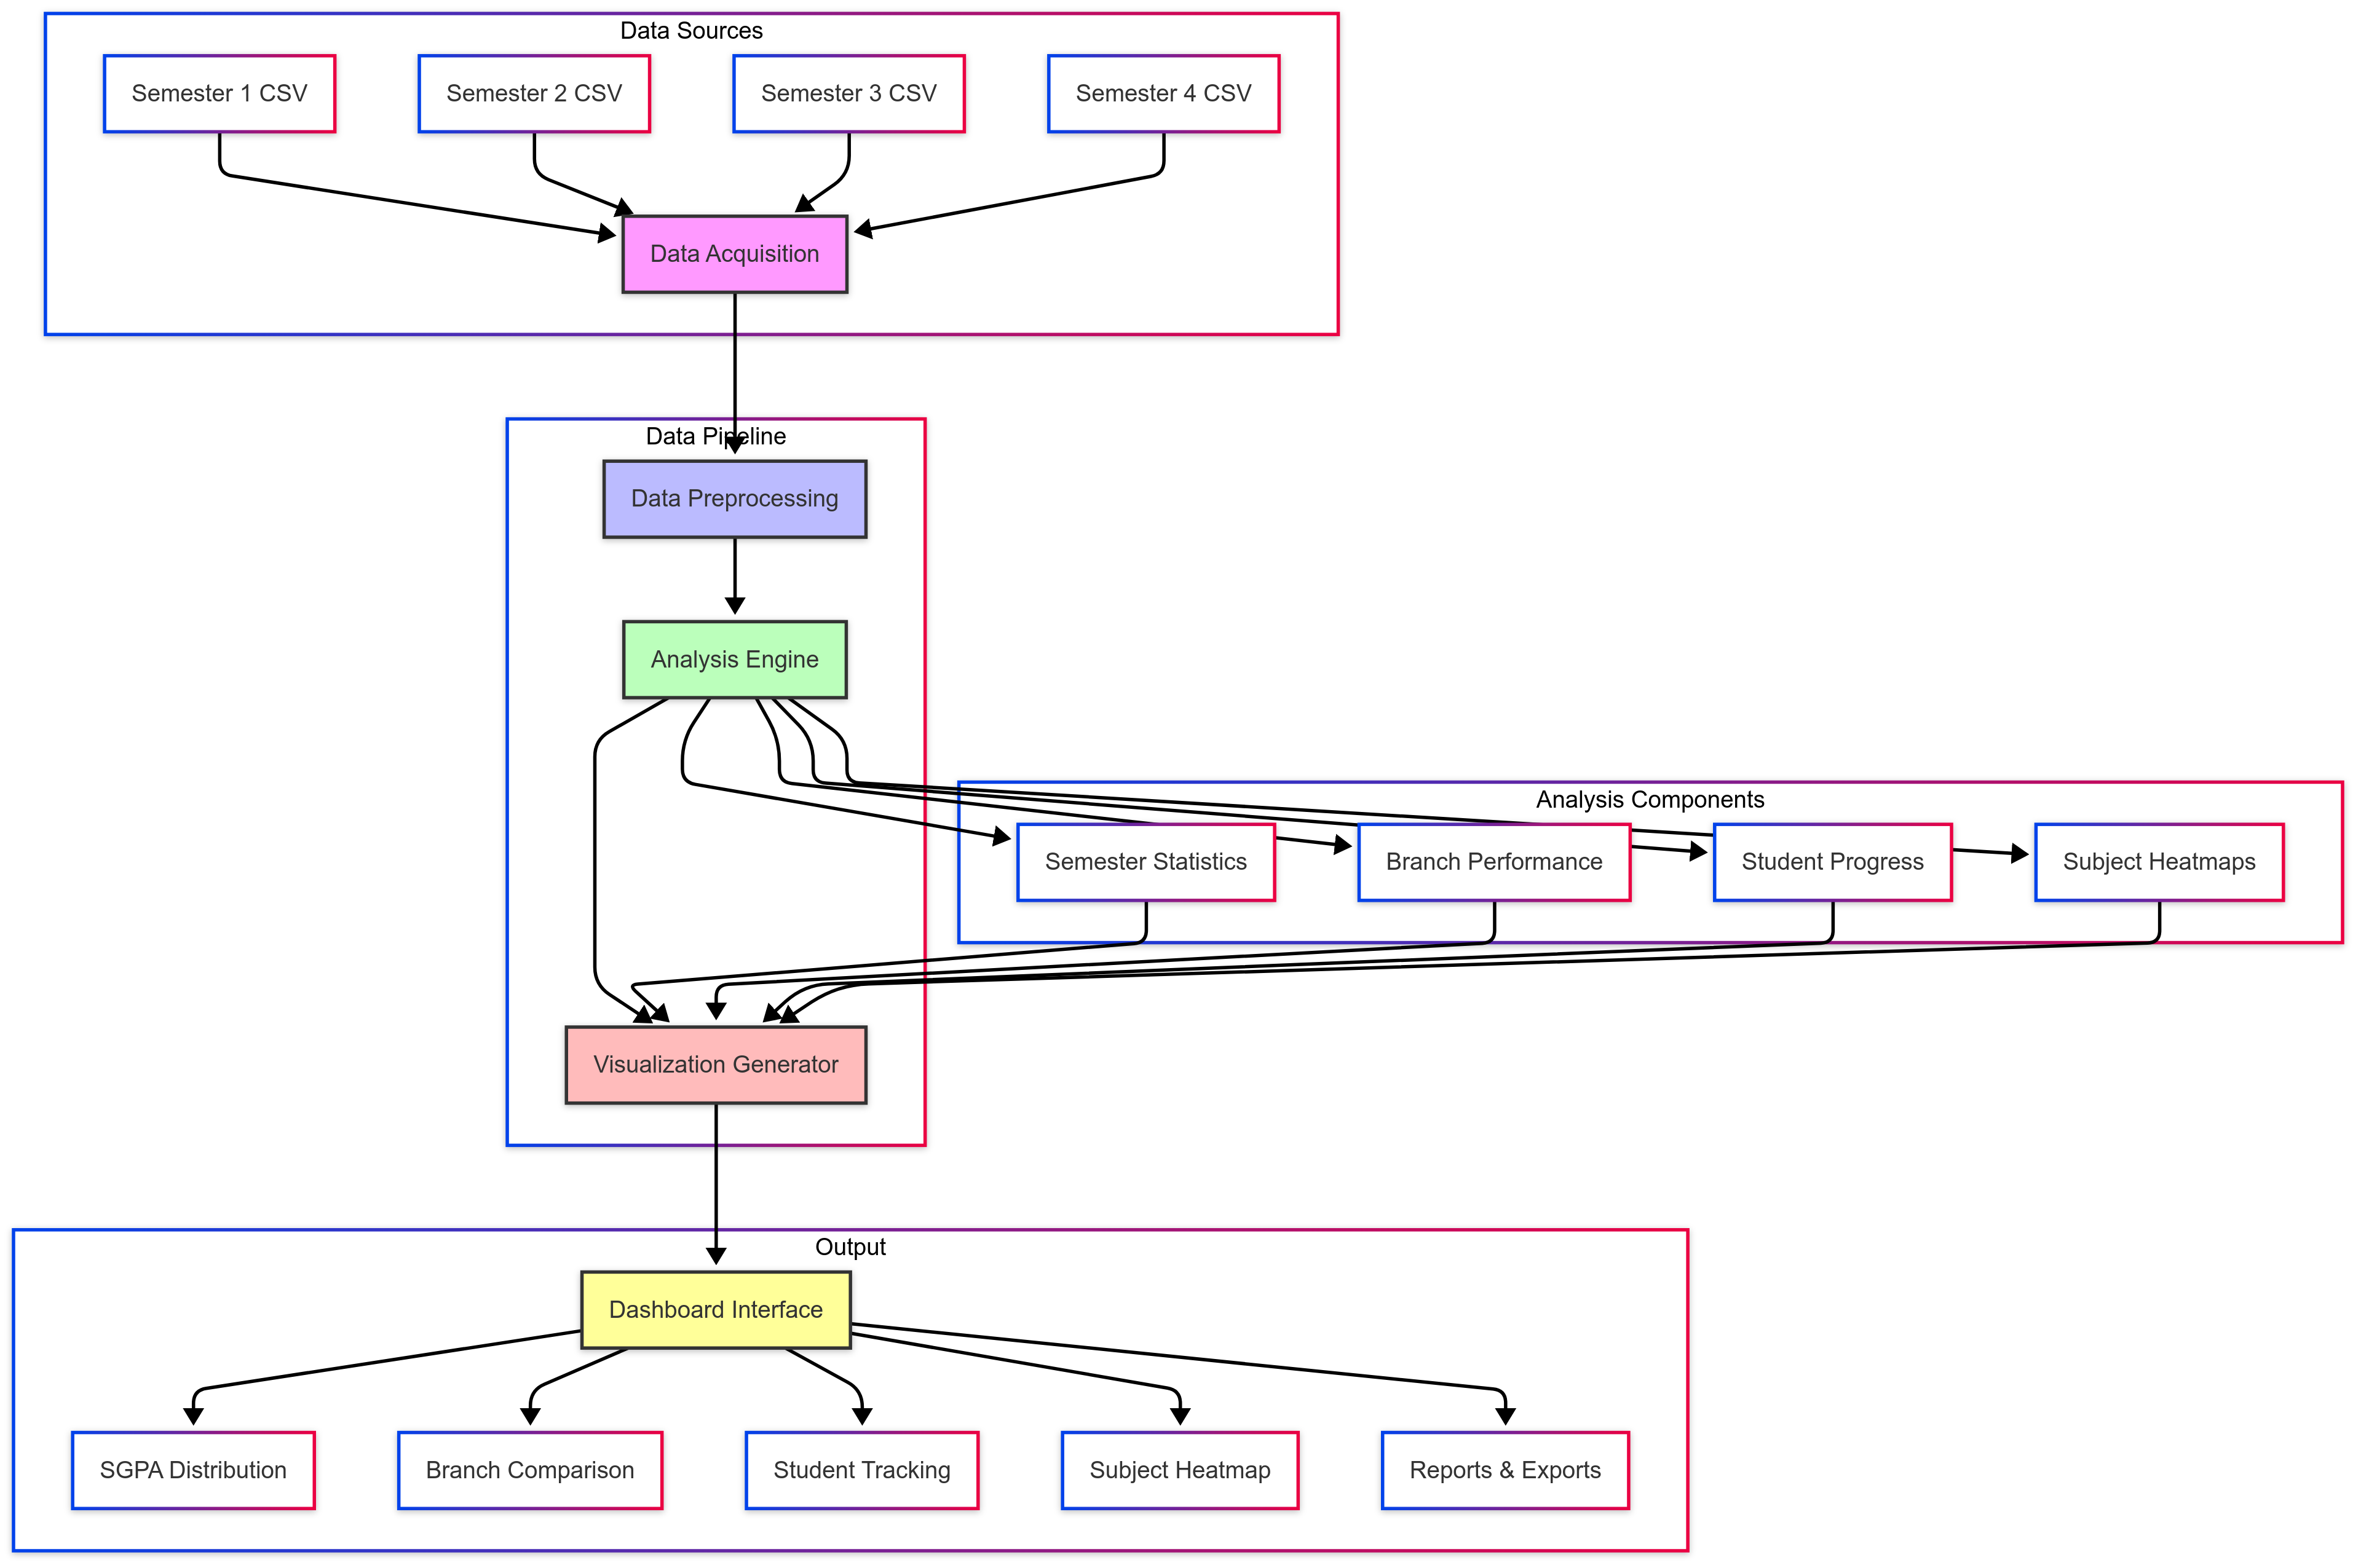 Data Sources
Semester 1 CSV
Semester 2 CSV
Semester 3 CSV
Semester 4 CSV
Data Acquisition
Data Pipeline
Data Preprocessing
Analysis Engine
Analysis Components
Semester Statistics
Branch Performance
Student Progress
Subject Heatmaps
Visualization Generator
Output
Dashboard Interface
SGPA Distribution
Branch Comparison
Student Tracking
Subject Heatmap
Reports & Exports